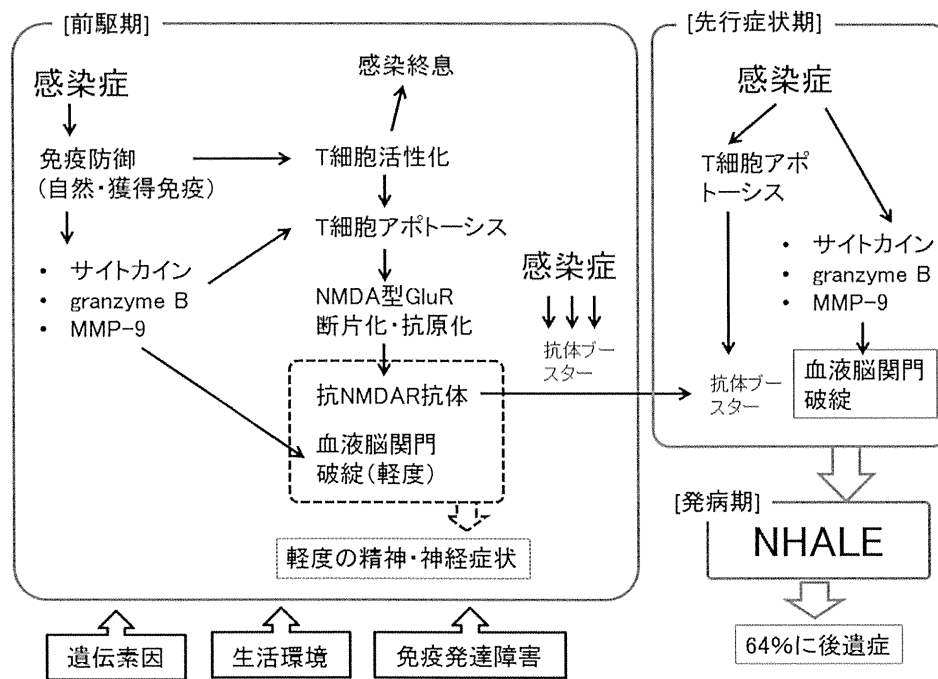 [前駆期]
感染症
免疫防御
(自然・獲得免疫)
• サイトカイン
• granzyme B
• MMP-9
感染終息
T細胞活性化
T細胞アポトーシス
NMDA型GluR
断片化・抗原化
抗NMDAR抗体
血液脳関門
破綻(軽度)
軽度の精神・神経症状
感染症
抗体ブー
スター
遺伝素因
生活環境
免疫発達障害
[先行症状期]
感染症
T細胞アポ
トーシス
• サイトカイン
• granzyme B
• MMP-9
抗体ブー
スター
血液脳関門
破綻
[発病期]
NHALE
64%に後遺症